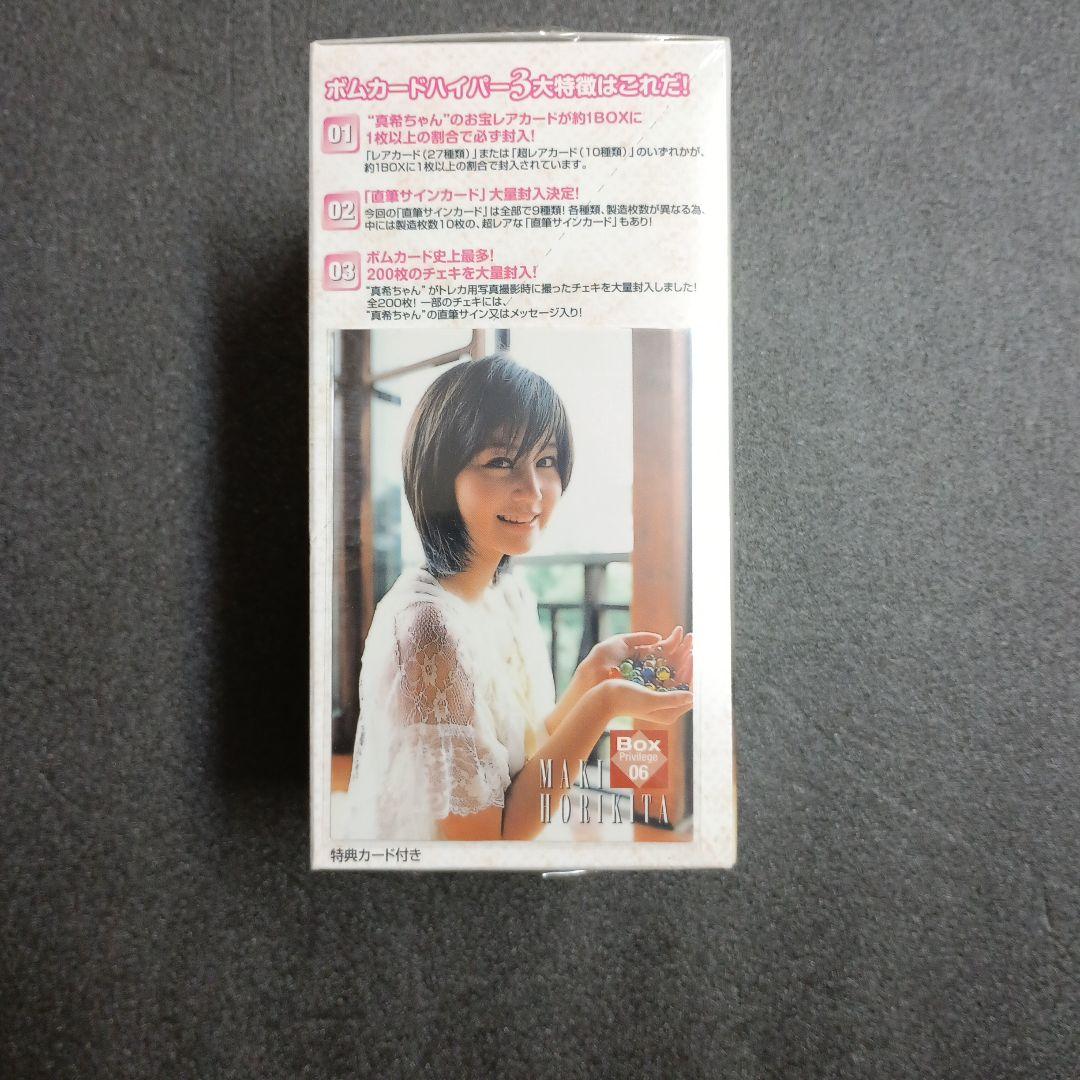 ボムカードハイパー3大特徴はこれだ!
01
“真希ちゃん”のお宝レアカードが約1BOXに
1枚以上の割合で必ず封入!
「レアカード(27種類)」または「超レアカード(10種類)」のいずれかが、
約1BOXに1枚以上の割合で封入されています。
02
「直筆サインカード」大量封入決定!
今回の「直筆サインカード」は全部で9種類! 各種類、製造枚数が異なる為、
中には製造枚数10枚の、超レアな「直筆サインカード」もあり!
03
ボムカード史上最多!
200枚のチェキを大量封入!
“真希ちゃん”がトレカ用写真撮影時に撮ったチェキを大量封入しました!
全200枚! 一部のチェキには、
“真希ちゃん”の直筆サイン又はメッセージ入り!
Box
Privilege
06
MAKI
HORIKITA
特典カード付き